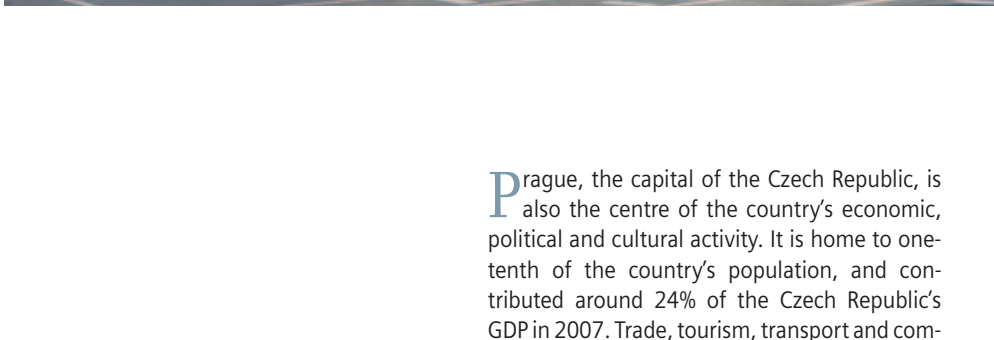 Prague, the capital of the Czech Republic, is
also the centre of the country's economic,
political and cultural activity. It is home to one-
tenth of the country's population, and con-
tributed around 24% of the Czech Republic's
GDP in 2007. Trade, tourism, transport and com-